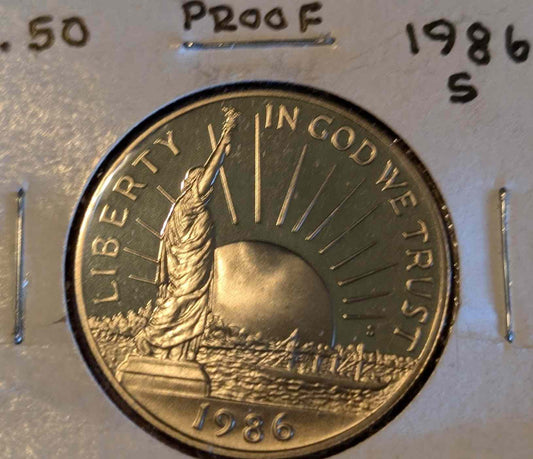 .50
PROOF
1986
S
LIBERTY
IN GOD WE TRUST
S
1986